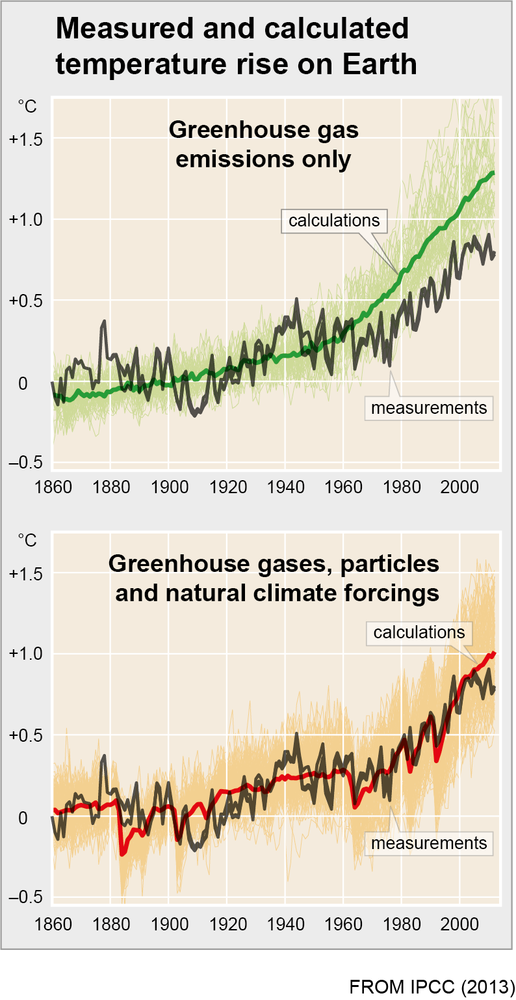 Measured and calculated
temperature rise on Earth
°C
Greenhouse gas
emissions only
+1.5
+1.0
calculations
+0.5
0
measurements
–0.5
1860 1880 1900 1920 1940 1960 1980 2000
°C
Greenhouse gases, particles
and natural climate forcings
+1.5
calculations
+1.0
+0.5
0
measurements
–0.5
1860 1880 1900 1920 1940 1960 1980 2000
FROM IPCC (2013)